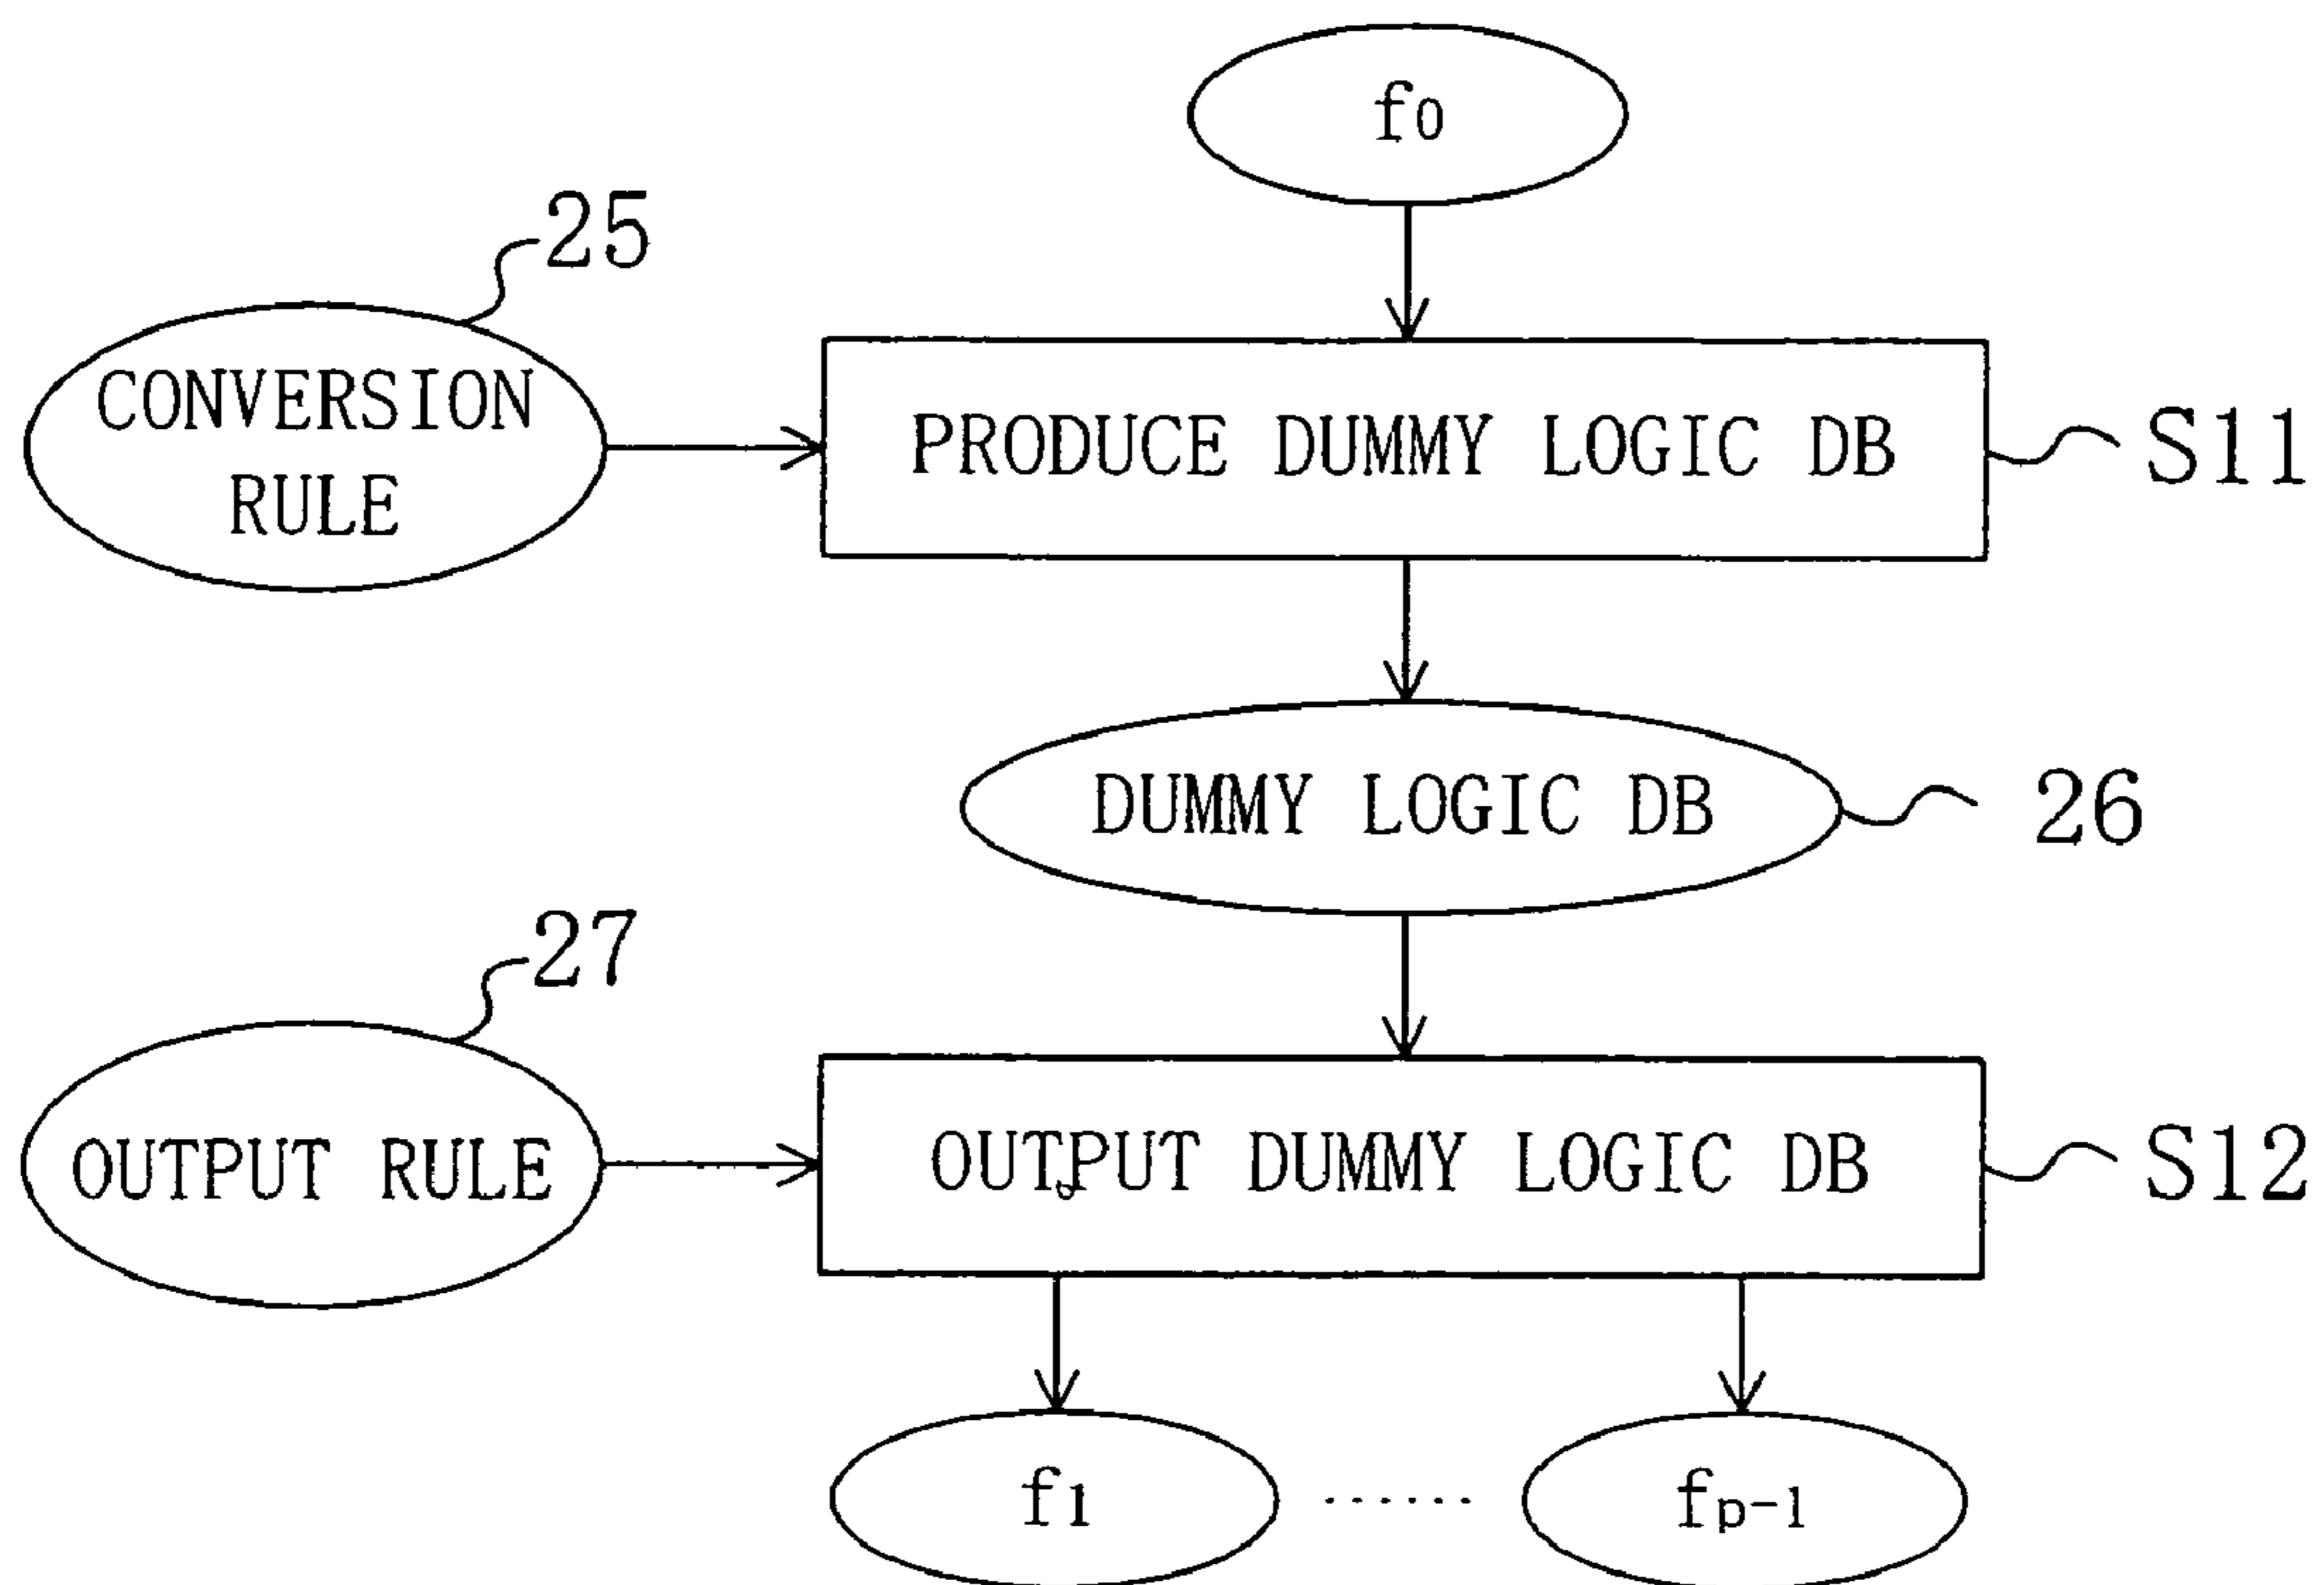 f0
25
CONVERSION
RULE
PRODUCE DUMMY LOGIC DB
S11
DUMMY LOGIC DB
26
27
OUTPUT RULE
OUTPUT DUMMY LOGIC DB
S12
f1
......
fp-1